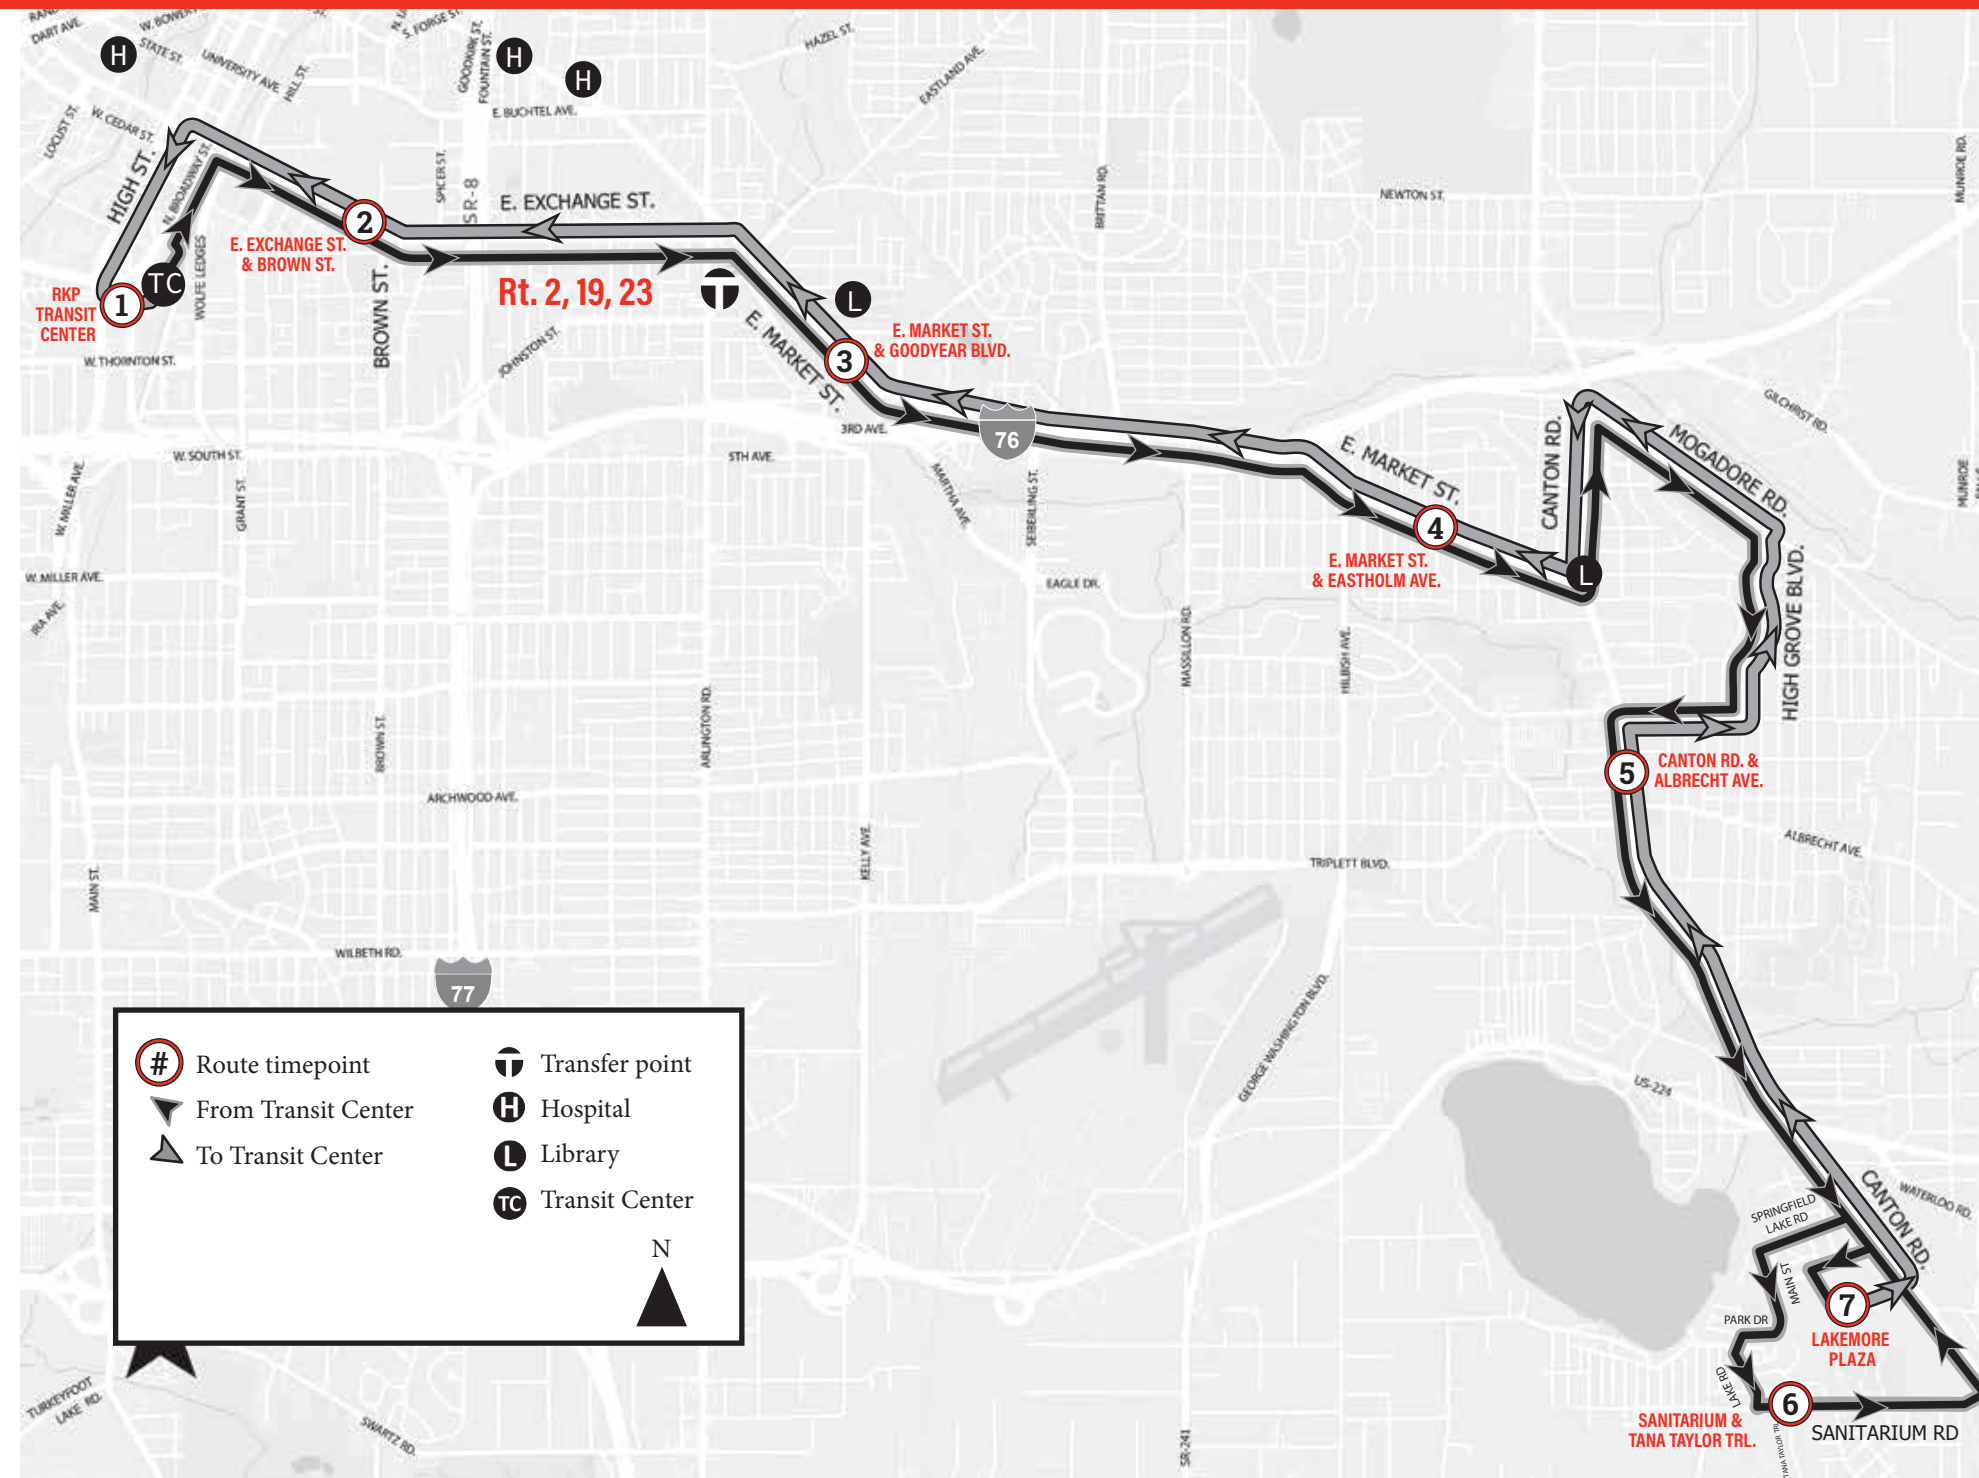 DART AVE.
W. BOWERY
S. FORGE ST.
STATE ST.
UNIVERSITY AVE.
HILL ST.
GOODKIRK ST.
FOUNTAIN ST.
HAZEL ST.
EASTLAND AVE.
H
H
H
E. BUCHTEL AVE.
LOCUST ST.
W. CEDAR ST.
HIGH ST.
N. BROADWAY ST.
SPICER ST.
SR-8
E. EXCHANGE ST.
BRITTAN RD.
NEWTON ST.
MUNROE RD.
2
E. EXCHANGE ST.
& BROWN ST.
WOLFE LEDGES
TC
1
RKP
TRANSIT
CENTER
BROWN ST.
Rt. 2, 19, 23
T
L
E. MARKET ST.
& GOODYEAR BLVD.
3
E. MARKET ST.
W. THORNTON ST.
JOHNSTON ST.
3RD AVE.
76
GILCHRIST RD.
CANTON RD.
MOGADORE RD.
E. MARKET ST.
W. SOUTH ST.
5TH AVE.
W. MILLER AVE.
GRANT ST.
MARTHA AVE.
SEIBERLING ST.
MUNROE
4
E. MARKET ST.
& EASTHOLM AVE.
L
W. MILLER AVE.
IRA AVE.
EAGLE DR.
MASSILLON RD.
HILBISH AVE.
HIGH GROVE BLVD.
BROWN ST.
ARLINGTON RD.
5
CANTON RD. &
ALBRECHT AVE.
ARCHWOOD AVE.
ALBRECHT AVE.
KELLY AVE.
TRIPLETT BLVD.
MAIN ST.
WILBETH RD.
77
GEORGE WASHINGTON BLVD.
US-224
# Route timepoint
From Transit Center
To Transit Center
T Transfer point
H Hospital
L Library
TC Transit Center
N
CANTON RD.
WATERLOO RD.
SPRINGFIELD
LAKE RD
MAIN ST
PARK DR
7
LAKEMORE
PLAZA
LAKE RD
6
SANITARIUM &
TANA TAYLOR TRL.
SANITARIUM RD
TURKEYFOOT
LAKE RD.
SWARTZ RD.
SR-241